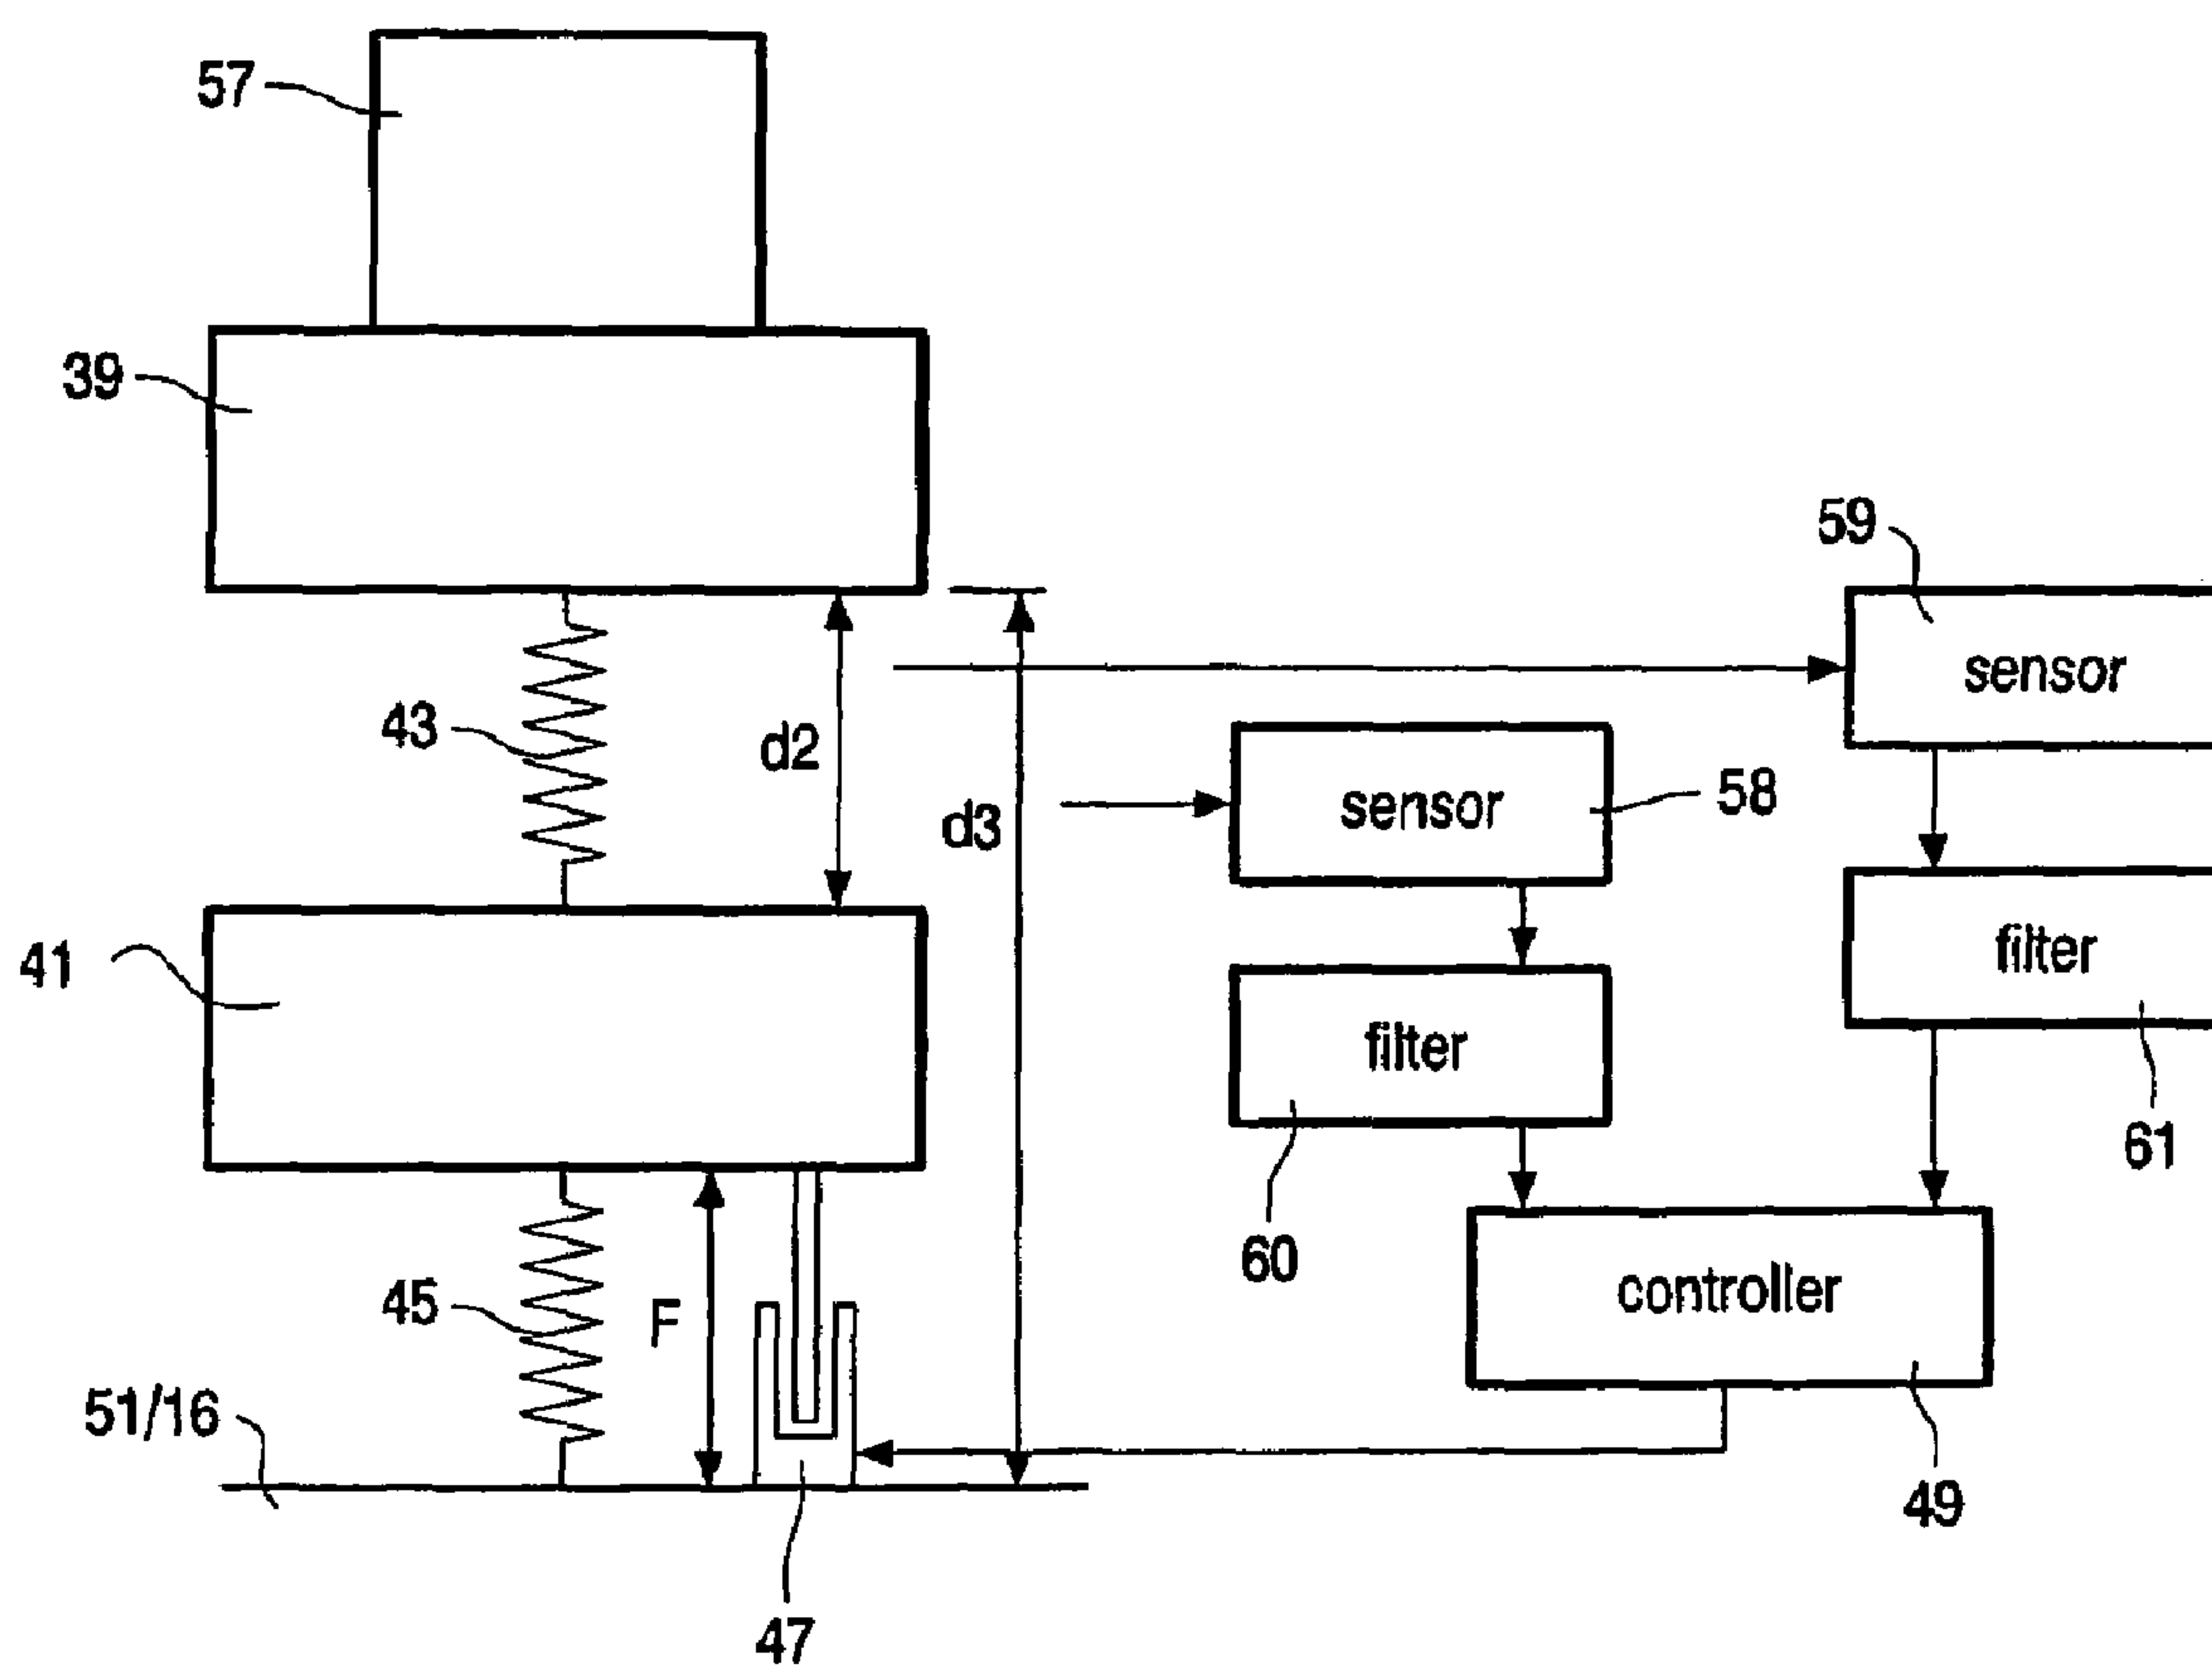 57
39
59
sensor
43
d2
sensor
58
d3
41
filter
filter
61
60
controller
45
F
51/16
49
47